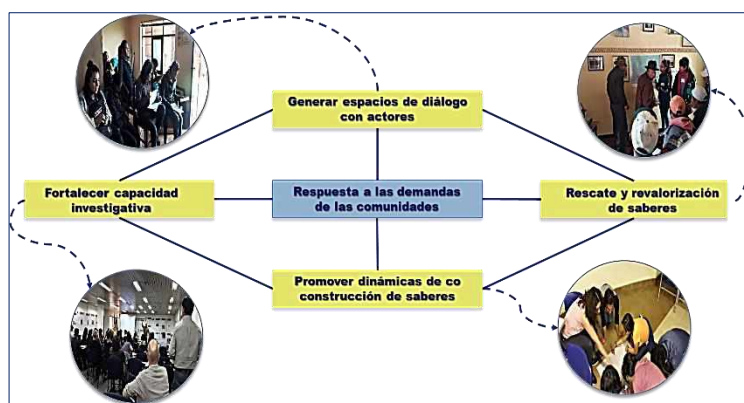 Generar espacios de diálogo
con actores
Fortalecer capacidad
investigativa
Respuesta a las demandas
de las comunidades
Rescate y revalorización
de saberes
Promover dinámicas de co
construcción de saberes